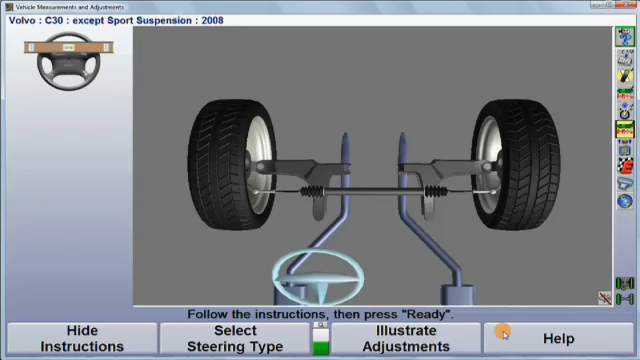 Vehicle Measurements and Adjustments
Volvo : C30 : except Sport Suspension : 2008
Follow the instructions, then press "Ready".
Hide
Instructions
Select
Steering Type
Illustrate
Adjustments
Help